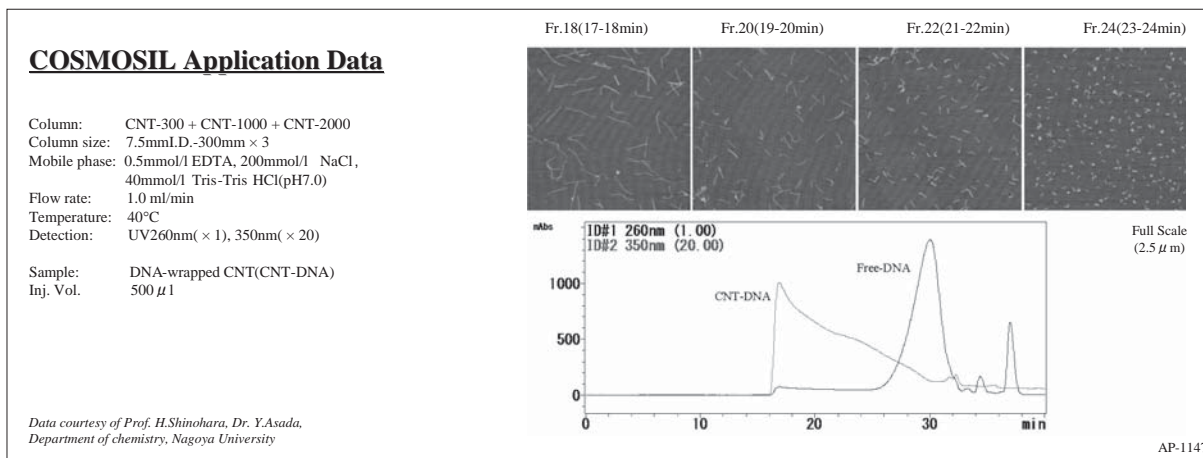 COSMOSIL Application Data
Column: CNT-300 + CNT-1000 + CNT-2000
Column size: 7.5mmI.D.-300mm × 3
Mobile phase: 0.5mmol/l EDTA, 200mmol/l NaCl,
40mmol/l Tris-Tris HCl(pH7.0)
Flow rate: 1.0 ml/min
Temperature: 40°C
Detection: UV260nm( × 1), 350nm( × 20)
Sample: DNA-wrapped CNT(CNT-DNA)
Inj. Vol. 500 μl
Data courtesy of Prof. H.Shinohara, Dr. Y.Asada,
Department of chemistry, Nagoya University
Fr.18(17-18min) Fr.20(19-20min) Fr.22(21-22min) Fr.24(23-24min)
Full Scale
(2.5 μm)
mAbs
ID#1 260nm (1.00)
ID#2 350nm (20.00)
Free-DNA
CNT-DNA
1000
500
0
0 10 20 30 min
AP-1147